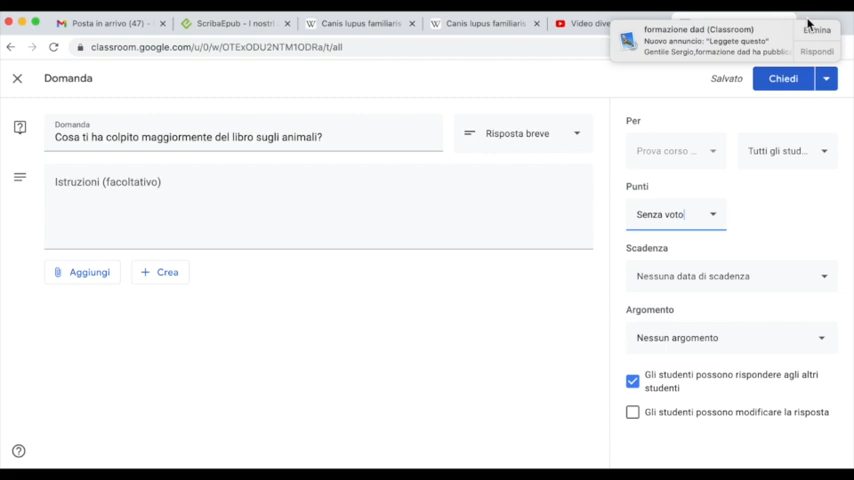 Posta in arrivo (47) -
ScribaEpub - I nostri
Canis lupus familiaris
Canis lupus familiaris
Video dive
classroom.google.com/u/0/w/OTExODU2NTM1ODRa/t/all
formazione dad (Classroom)
Nuovo annuncio: "Leggete questo"
Gentile Sergio,formazione dad ha pubblic
Elimina
Rispondi
Domanda
Salvato
Chiedi
Domanda
Cosa ti ha colpito maggiormente del libro sugli animali?
Risposta breve
Istruzioni (facoltativo)
Aggiungi
Crea
Per
Prova corso ...
Tutti gli stud...
Punti
Senza voto
Scadenza
Nessuna data di scadenza
Argomento
Nessun argomento
Gli studenti possono rispondere agli altri
studenti
Gli studenti possono modificare la risposta